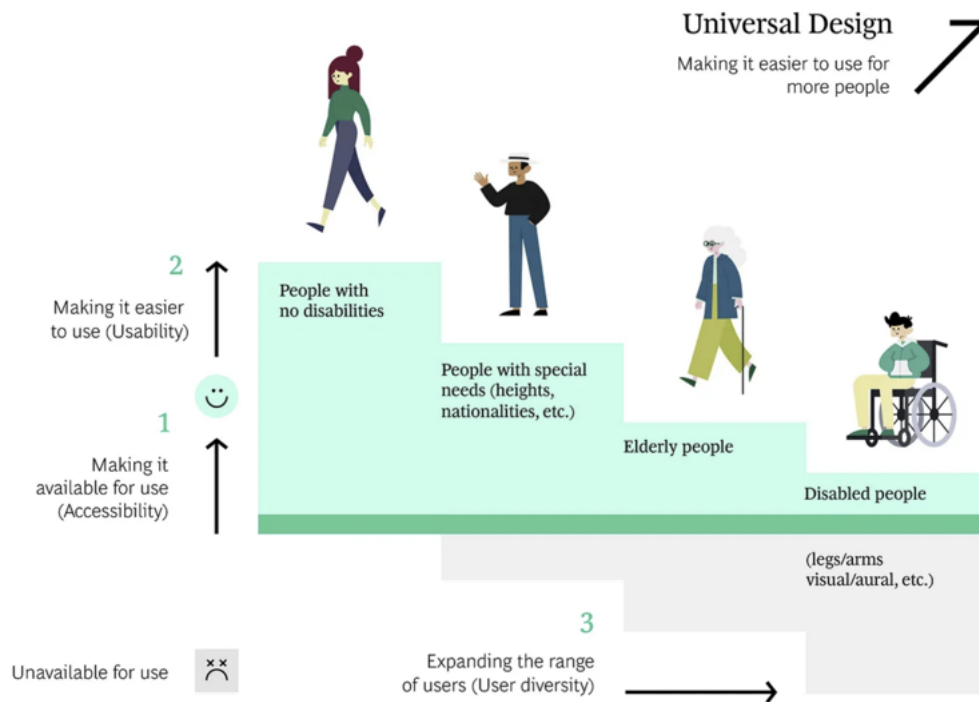 Universal Design
Making it easier to use for
more people
2
Making it easier
to use (Usability)
People with
no disabilities
People with special
needs (heights,
nationalities, etc.)
1
Making it
available for use
(Accessibility)
Elderly people
Disabled people
(legs/arms
visual/aural, etc.)
3
Expanding the range
of users (User diversity)
Unavailable for use